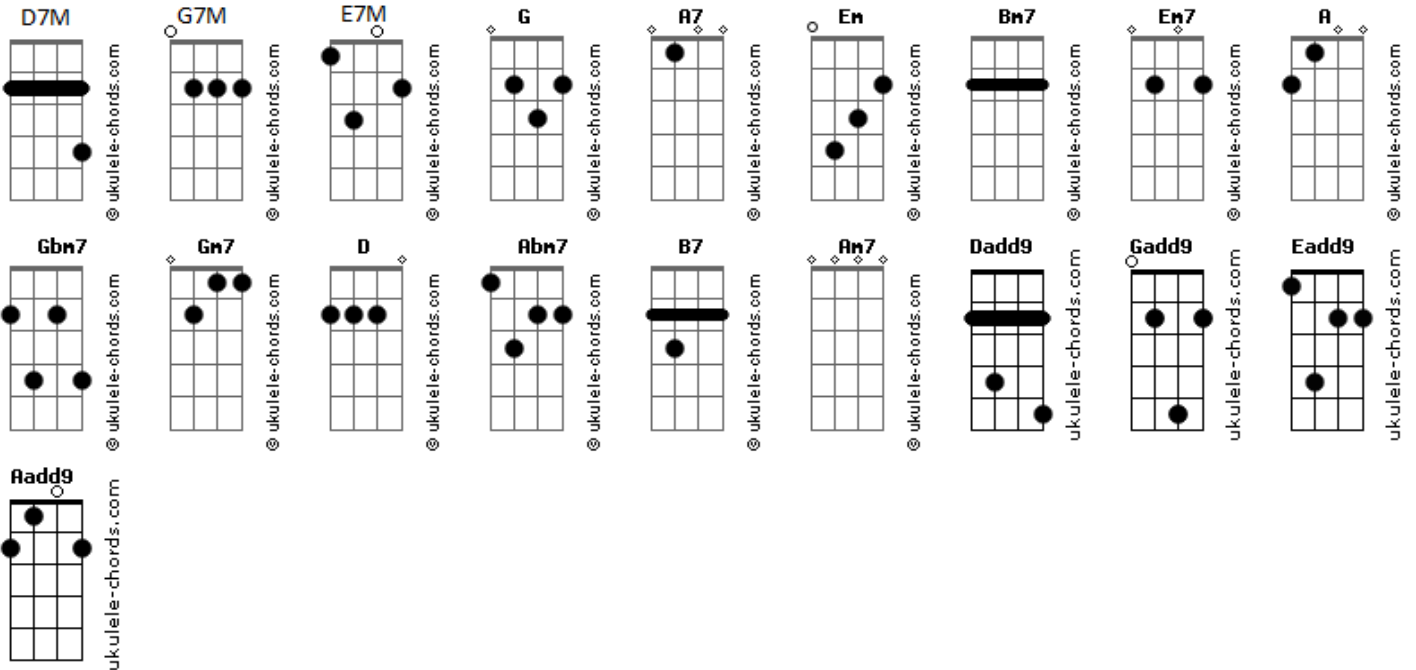 D7M G7M E7M G A7 Em Bm7 Em7 A
© ukulele-chords.com © ukulele-chords.com © ukulele-chords.com © ukulele-chords.com © ukulele-chords.com © ukulele-chords.com © ukulele-chords.com © ukulele-chords.com © ukulele-chords.com
Gbm7 Gm7 D Abm7 B7 Am7 Dadd9 Gadd9 Eadd9
© ukulele-chords.com © ukulele-chords.com © ukulele-chords.com © ukulele-chords.com © ukulele-chords.com © ukulele-chords.com ukulele-chords.com ukulele-chords.com ukulele-chords.com
Aadd9
ukulele-chords.com